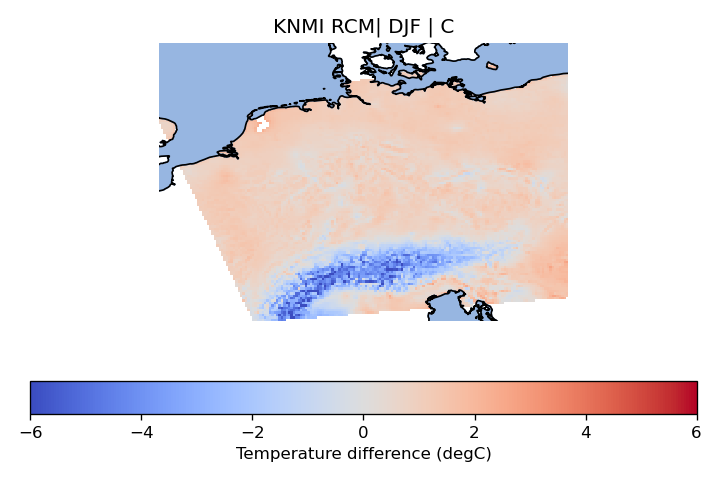 KNMI RCM| DJF | C
−6 −4 −2 0 2 4 6
Temperature difference (degC)